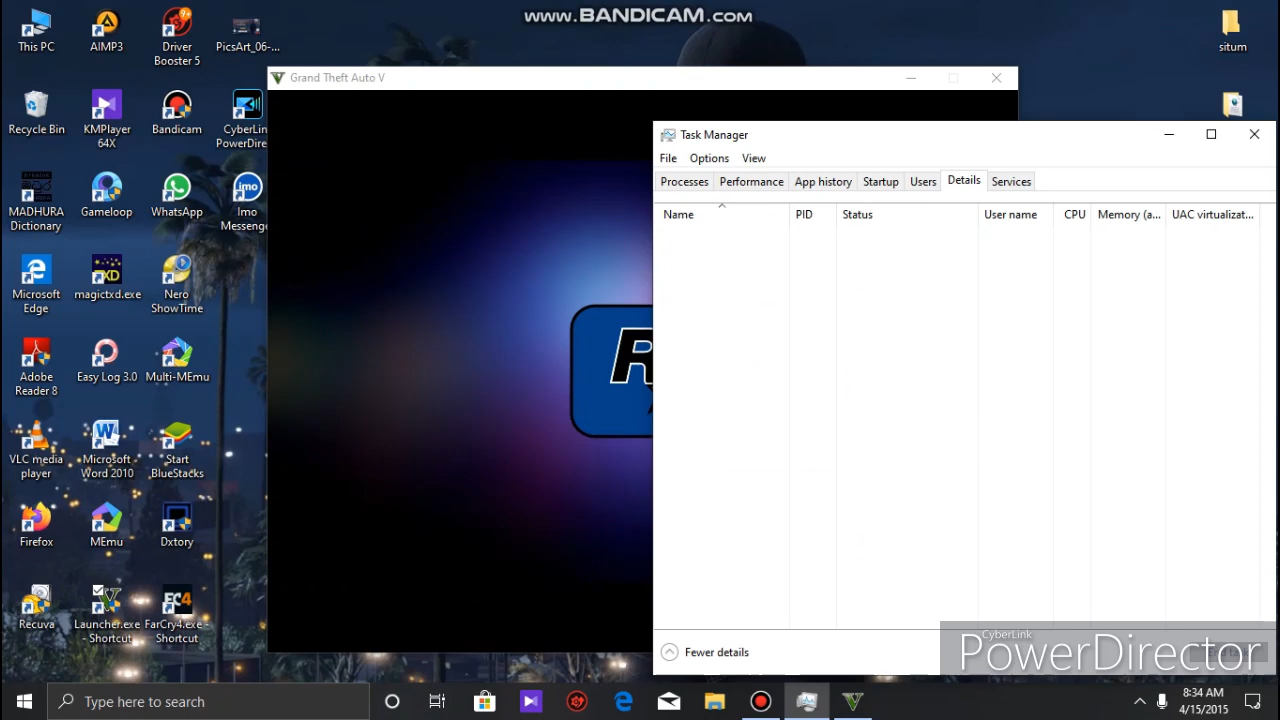 www.BANDICAM.com
This PC
AIMP3
Driver
Booster 5
PicsArt_06-...
situm
Recycle Bin
KMPlayer
64X
Bandicam
CyberLin
PowerDire
MADHURA
Dictionary
Gameloop
WhatsApp
Imo
Messenge
Microsoft
Edge
magictxd.exe
Nero
ShowTime
Adobe
Reader 8
Easy Log 3.0
Multi-MEmu
VLC media
player
Microsoft
Word 2010
Start
BlueStacks
Firefox
MEmu
Dxtory
Recuva
Launcher.exe
- Shortcut
FarCry4.exe -
Shortcut
Grand Theft Auto V
R
Task Manager
File Options View
Processes Performance App history Startup Users Details Services
Name PID Status User name CPU Memory (a... UAC virtualizat...
Fewer details
CyberLink
PowerDirector
Type here to search
8:34 AM
4/15/2015